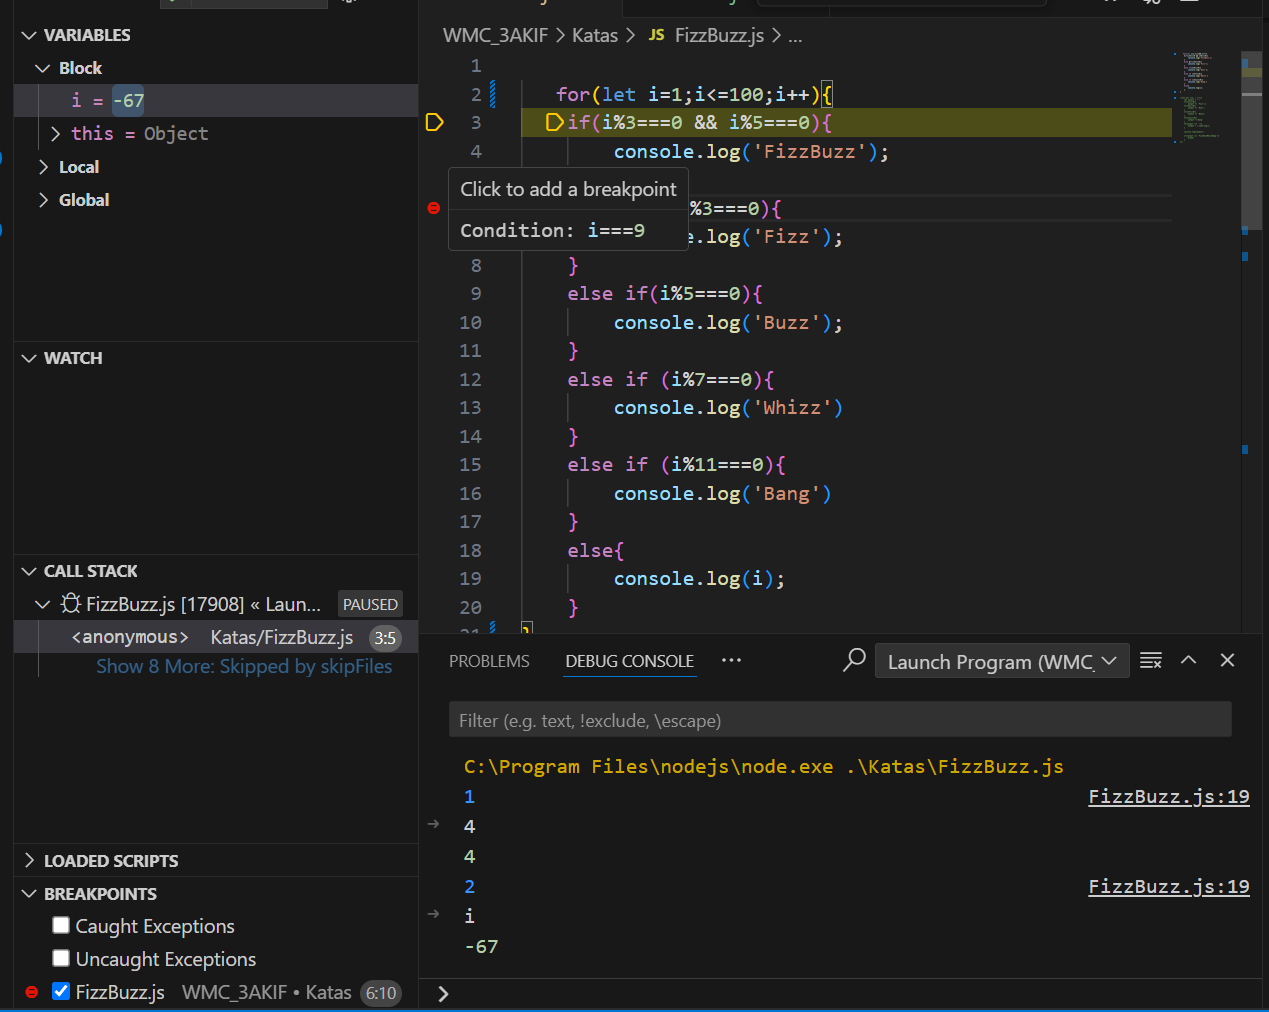 VARIABLES
Block
i = -67
this = Object
Local
Global
WATCH
CALL STACK
FizzBuzz.js [17908] « Laun... PAUSED
<anonymous> Katas/FizzBuzz.js 3:5
Show 8 More: Skipped by skipFiles
LOADED SCRIPTS
BREAKPOINTS
Caught Exceptions
Uncaught Exceptions
FizzBuzz.js WMC_3AKIF • Katas 6:10
WMC_3AKIF > Katas > JS FizzBuzz.js > ...
1
2 for(let i=1;i<=100;i++){
3 if(i%3===0 && i%5===0){
4 console.log('FizzBuzz');
Click to add a breakpoint
%3===0){
Condition: i===9
.log('Fizz');
8 }
9 else if(i%5===0){
10 console.log('Buzz');
11 }
12 else if (i%7===0){
13 console.log('Whizz')
14 }
15 else if (i%11===0){
16 console.log('Bang')
17 }
18 else{
19 console.log(i);
20 }
PROBLEMS DEBUG CONSOLE ...
Launch Program (WMC_
Filter (e.g. text, !exclude, \escape)
C:\Program Files\nodejs\node.exe .\Katas\FizzBuzz.js
1 FizzBuzz.js:19
4
4
2 FizzBuzz.js:19
i
-67